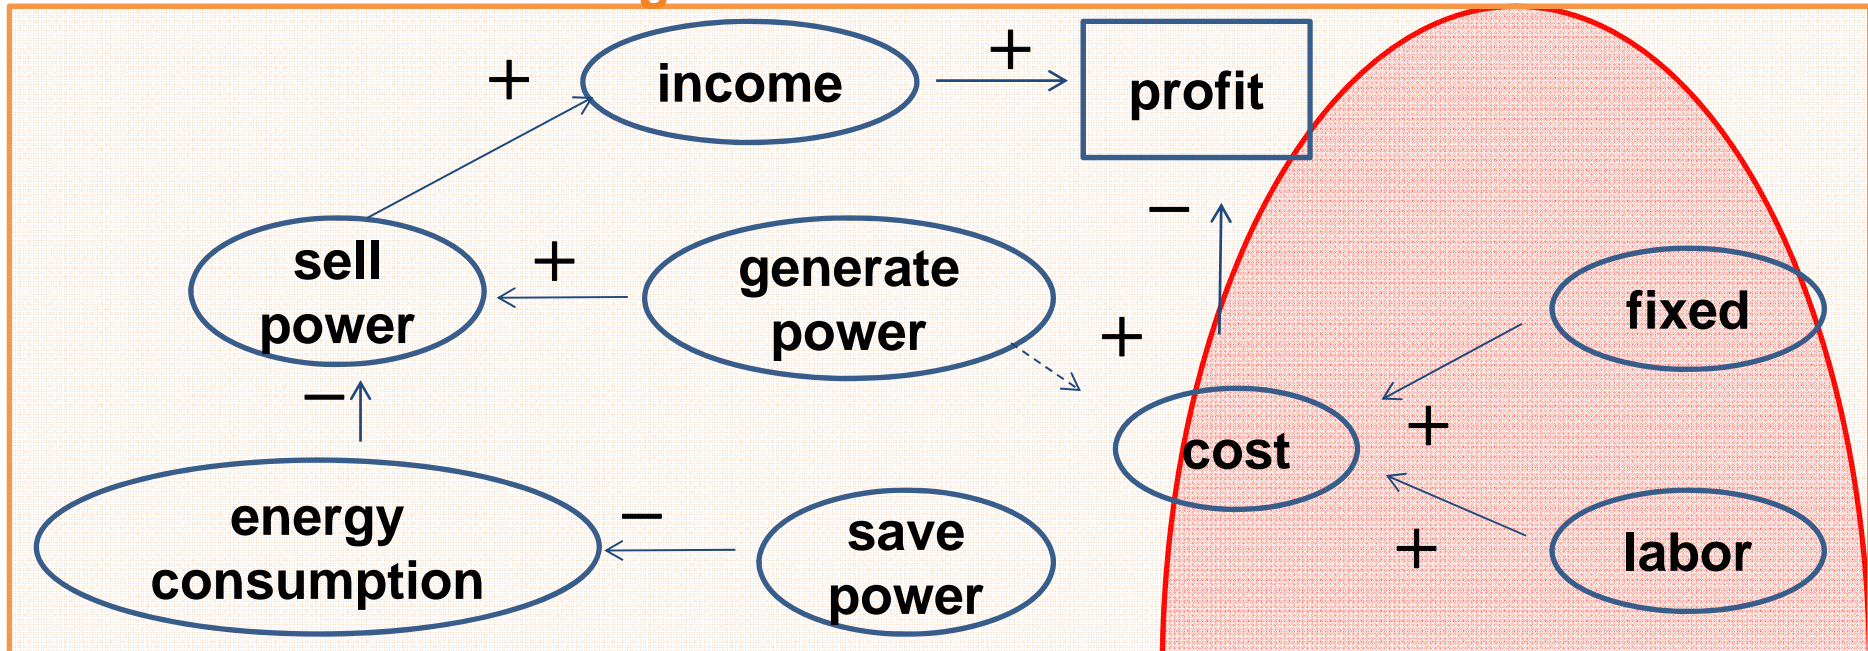 g
+
income
+
profit
sell
power
+
generate
power
–
+
fixed
–
cost
+
energy
consumption
–
save
power
+
labor